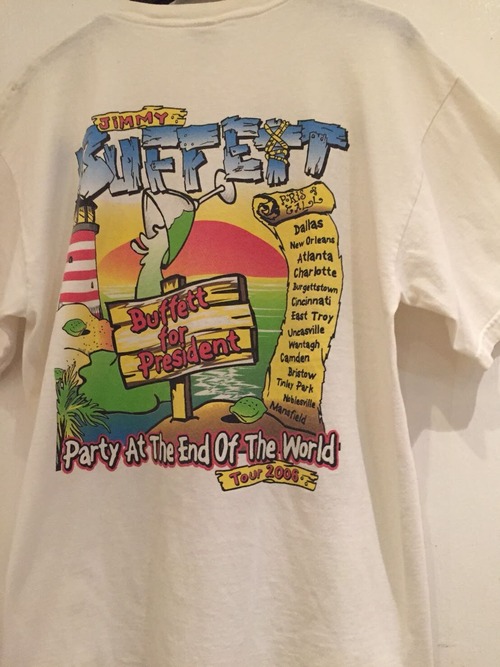 JIMMY
BUFFETT
PARIS &
Dallas
New Orleans
Atlanta
Charlotte
Burgettstown
Cincinnati
East Troy
Uncasville
Wantagh
Camden
Bristow
Tinley Park
Noblesville
Mansfield
Buffett
for
President
Party At The End Of The World
Tour 2006